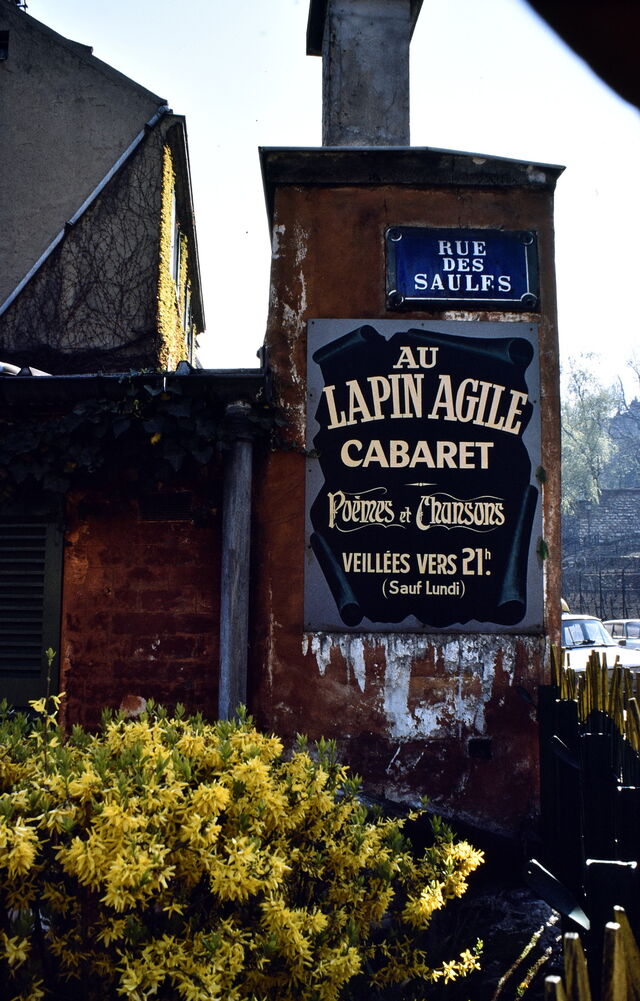 RUE
DES
SAULES
AU
LAPIN AGILE
CABARET
Poèmes et Chansons
VEILLÉES VERS 21h.
(Sauf Lundi)